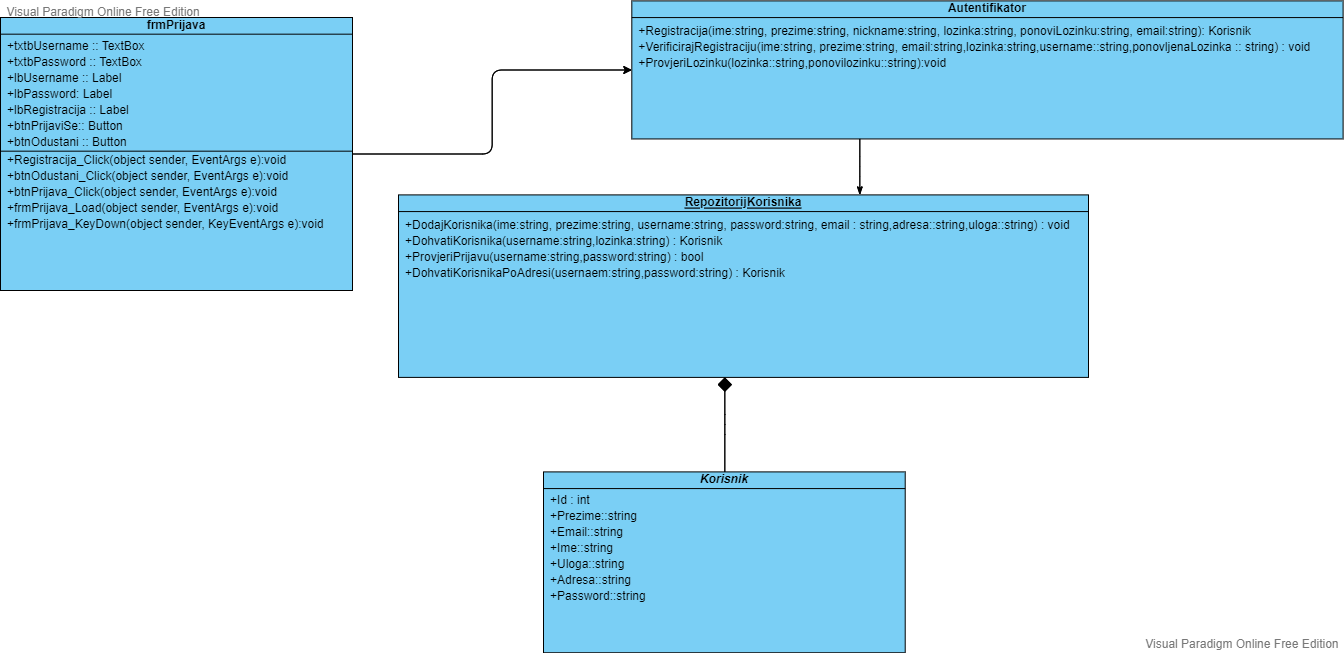 Visual Paradigm Online Free Edition
frmPrijava
+txtbUsername :: TextBox
+txtbPassword :: TextBox
+lbUsername :: Label
+lbPassword: Label
+lbRegistracija :: Label
+btnPrijaviSe:: Button
+btnOdustani :: Button
+Registracija_Click(object sender, EventArgs e):void
+btnOdustani_Click(object sender, EventArgs e):void
+btnPrijava_Click(object sender, EventArgs e):void
+frmPrijava_Load(object sender, EventArgs e):void
+frmPrijava_KeyDown(object sender, KeyEventArgs e):void
Autentifikator
+Registracija(ime:string, prezime:string, nickname:string, lozinka:string, ponoviLozinku:string, email:string): Korisnik
+VerificirajRegistraciju(ime:string, prezime:string, email:string,lozinka:string,username::string,ponovljenaLozinka :: string) : void
+ProvjeriLozinku(lozinka::string,ponovilozinku::string):void
RepozitorijKorisnika
+DodajKorisnika(ime:string, prezime:string, username:string, password:string, email : string,adresa::string,uloga::string) : void
+DohvatiKorisnika(username:string,lozinka:string) : Korisnik
+ProvjeriPrijavu(username:string,password:string) : bool
+DohvatiKorisnikaPoAdresi(usernaem:string,password:string) : Korisnik
Korisnik
+Id : int
+Prezime::string
+Email::string
+Ime::string
+Uloga::string
+Adresa::string
+Password::string
Visual Paradigm Online Free Edition